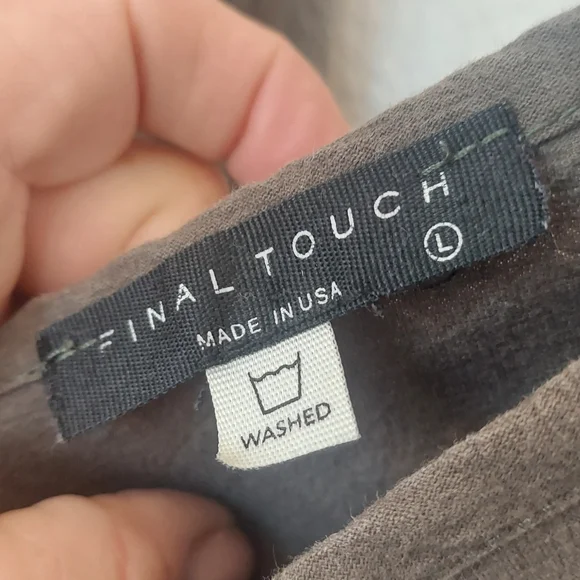 FINAL TOUCH
L
MADE IN USA
WASHED